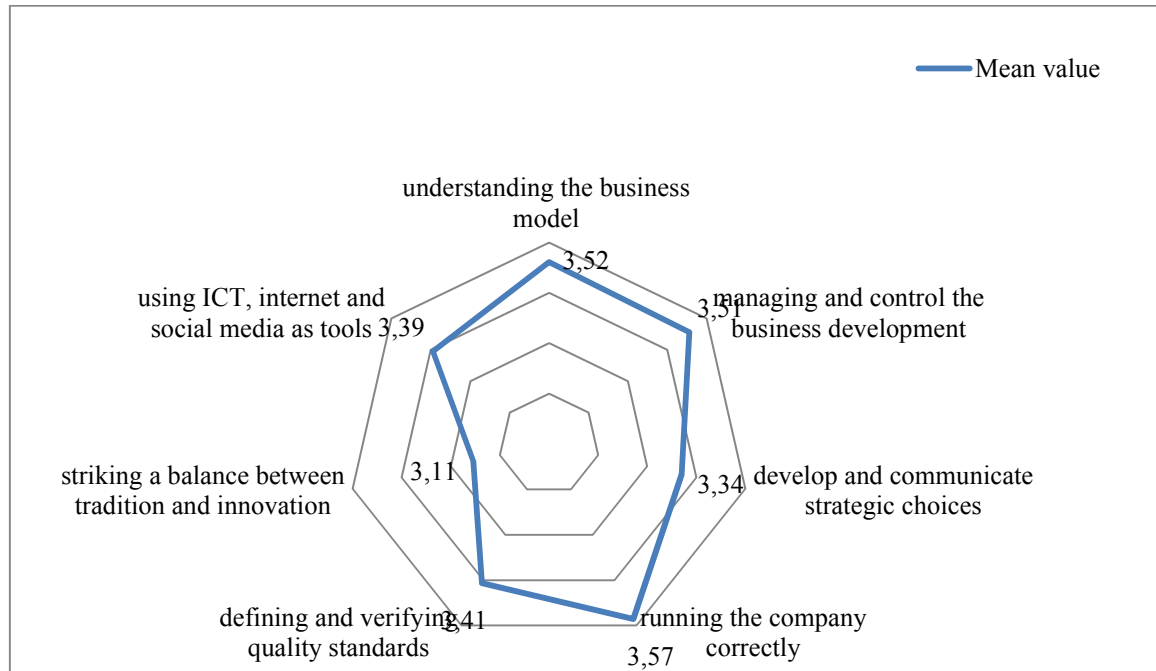 Mean value
understanding the business
model
3,52
managing and control the
business development
3,51
develop and communicate
strategic choices
3,34
running the company
correctly
3,57
defining and verifying
quality standards
3,41
striking a balance between
tradition and innovation
3,11
using ICT, internet and
social media as tools
3,39